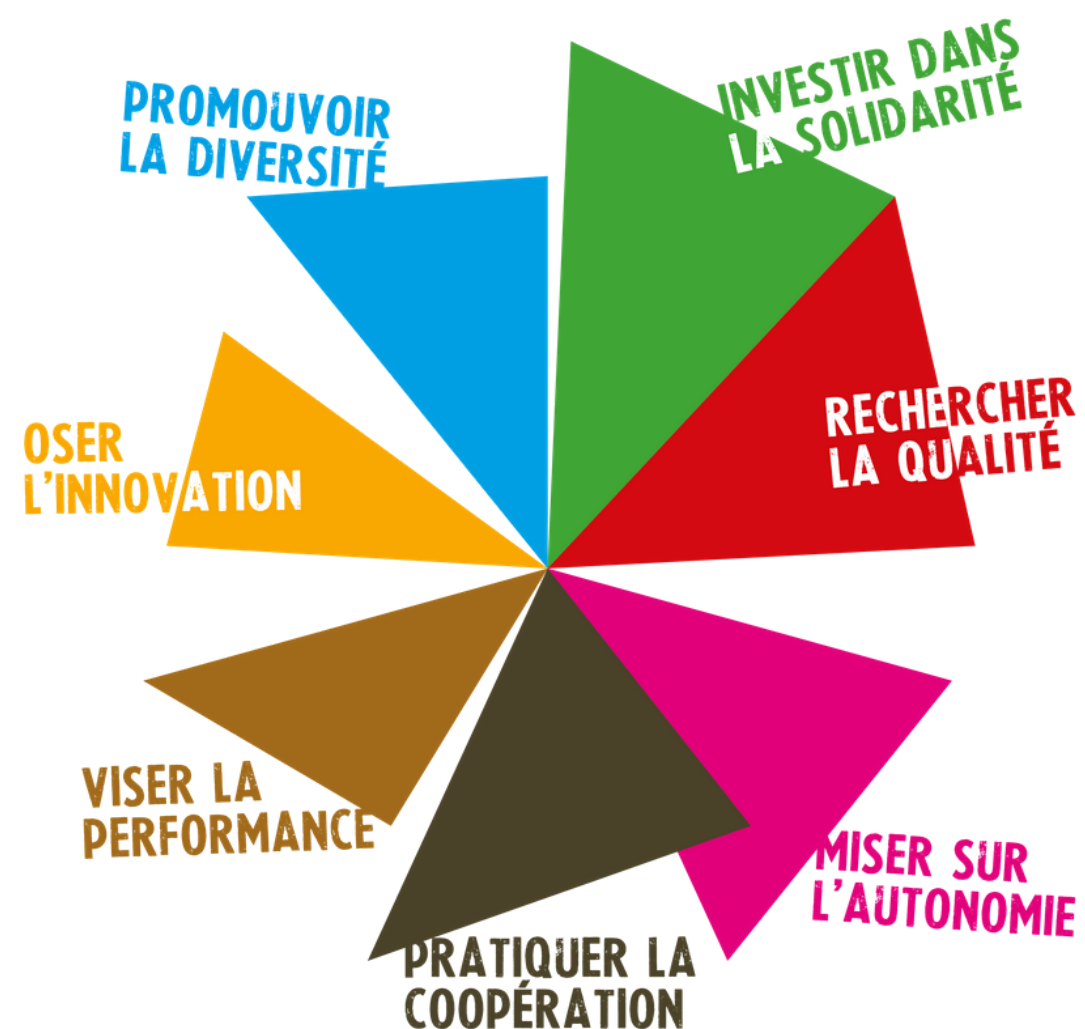 PROMOUVOIR
LA DIVERSITÉ
INVESTIR DANS
LA SOLIDARITÉ
RECHERCHER
LA QUALITÉ
OSER
L'INNOVATION
VISER LA
PERFORMANCE
MISER SUR
L'AUTONOMIE
PRATIQUER LA
COOPÉRATION